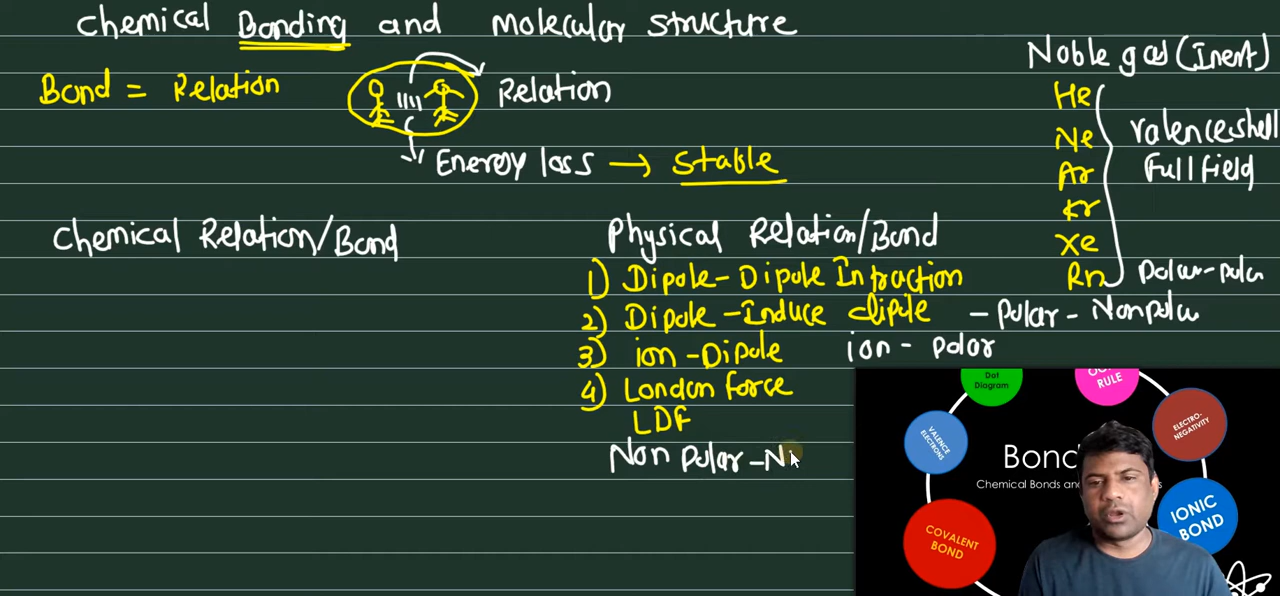 Chemical Bonding and molecular structure
Noble gas (Inert)
Bond = Relation
Relation
He
Ne
Ar
Kr
Xe
Rn
valence shell
Full field
Energy loss → Stable
Chemical Relation/Bond
Physical Relation/Bond
1) Dipole-Dipole Intraction
Polar-polar
2) Dipole-Induce dipole - Polar - Nonpolar
3) ion-Dipole ion - polar
4) London force
LDF
Non Polar - N
Dot
Diagram
RULE
VALENCE
ELECTRONS
ELECTRO-
NEGATIVITY
Bond
Chemical Bonds and
IONIC
BOND
COVALENT
BOND